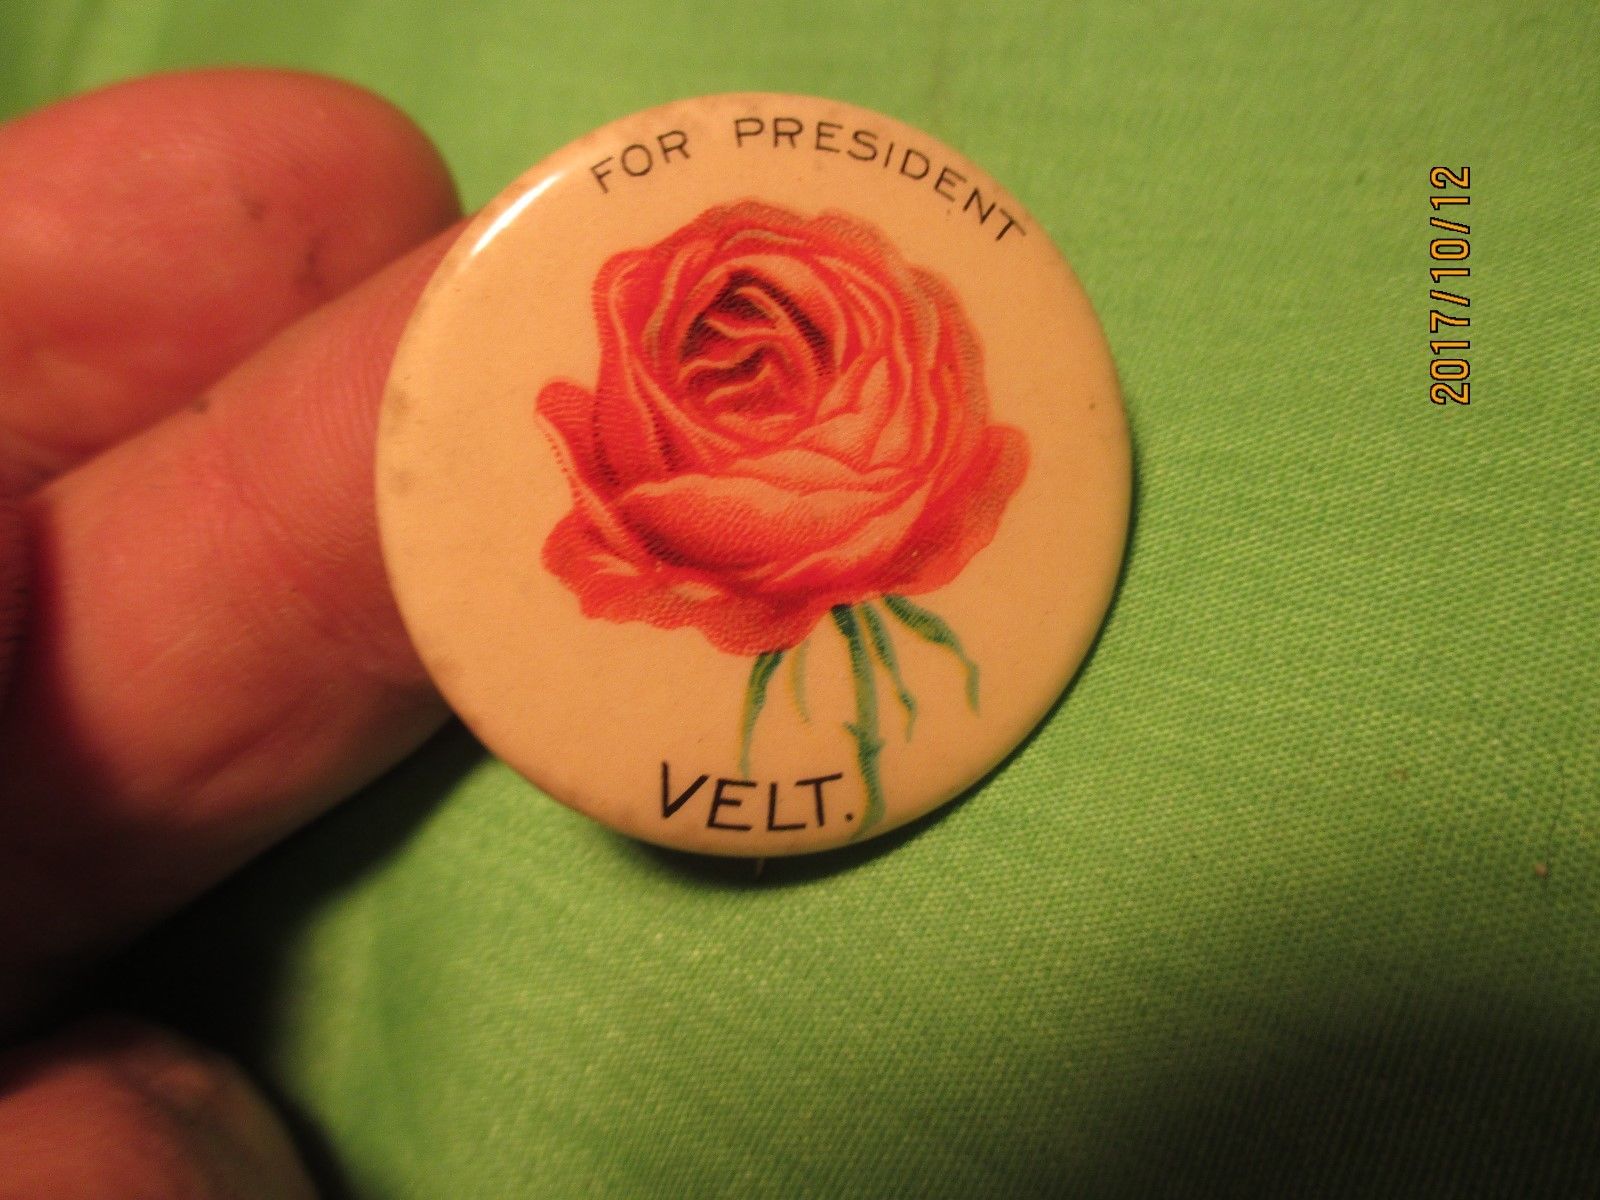 FOR PRESIDENT
VELT.
2017/10/12